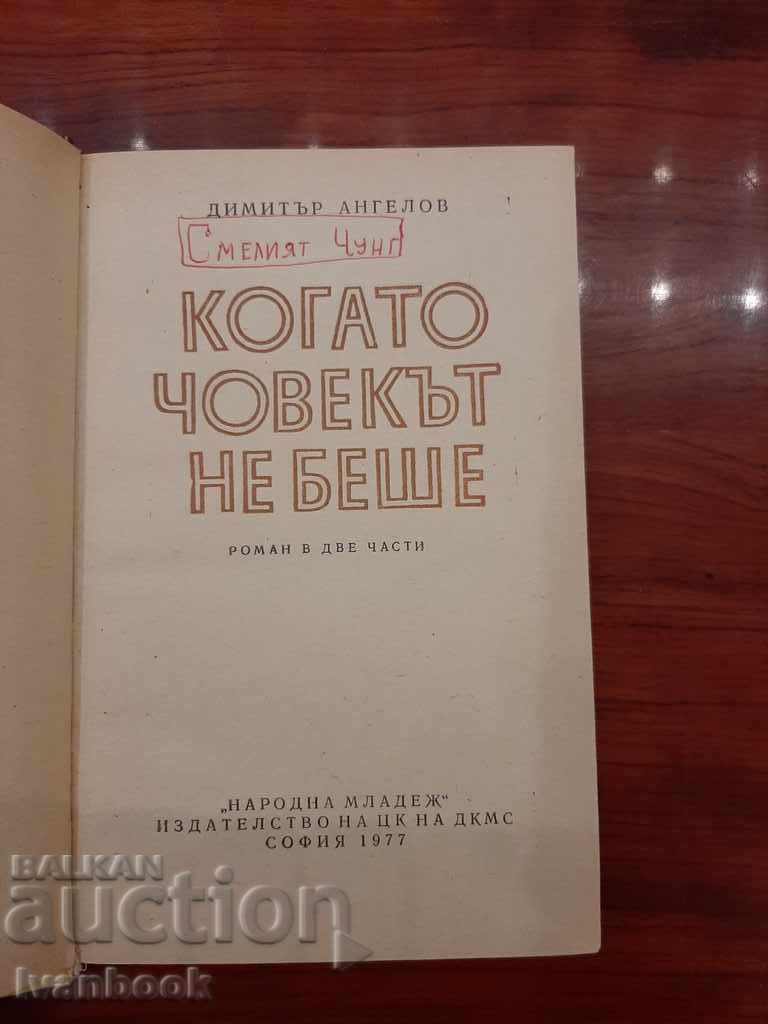 ДИМИТЪР АНГЕЛОВ
СМЕЛИЯТ ЧУНГ
КОГАТО
ЧОВЕКЪТ
НЕ БЕШЕ
РОМАН В ДВЕ ЧАСТИ
„НАРОДНА МЛАДЕЖ“
ИЗДАТЕЛСТВО НА ЦК НА ДКМС
СОФИЯ 1977
BALKAN
auction
Ivanbook